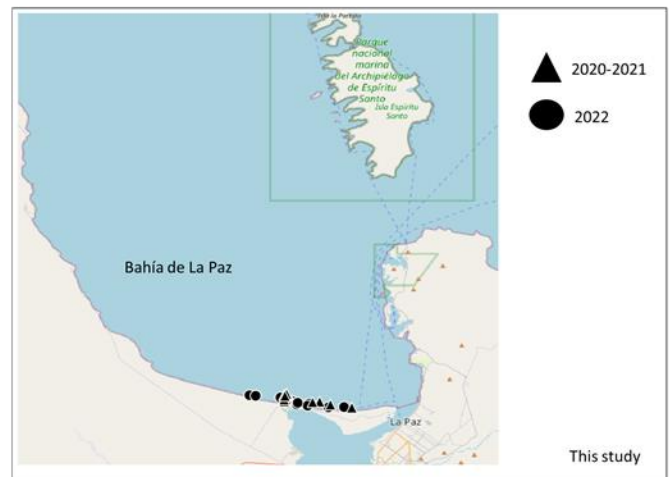 Isla la Partida
Parque
nacional
marina
del Archipiélago
de Espíritu
Santo
Isla Espíritu
Santo
Bahía de La Paz
La Paz
2020-2021
2022
This study